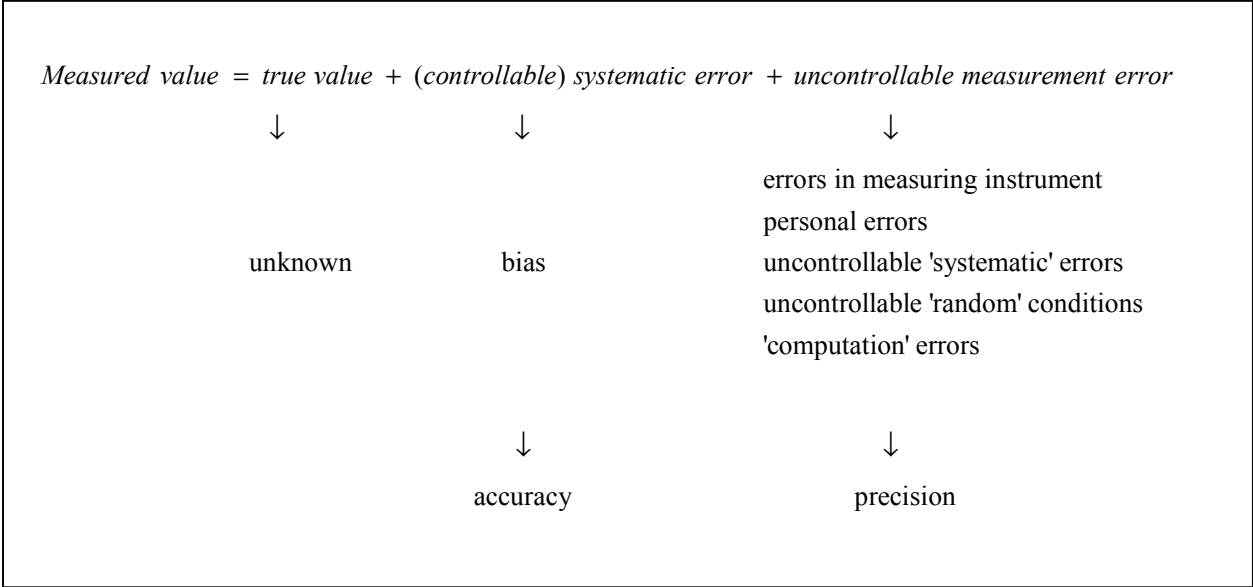 Measured value = true value + (controllable) systematic error + uncontrollable measurement error
↓ ↓ ↓
errors in measuring instrument
personal errors
unknown bias uncontrollable 'systematic' errors
uncontrollable 'random' conditions
'computation' errors
↓ ↓
accuracy precision